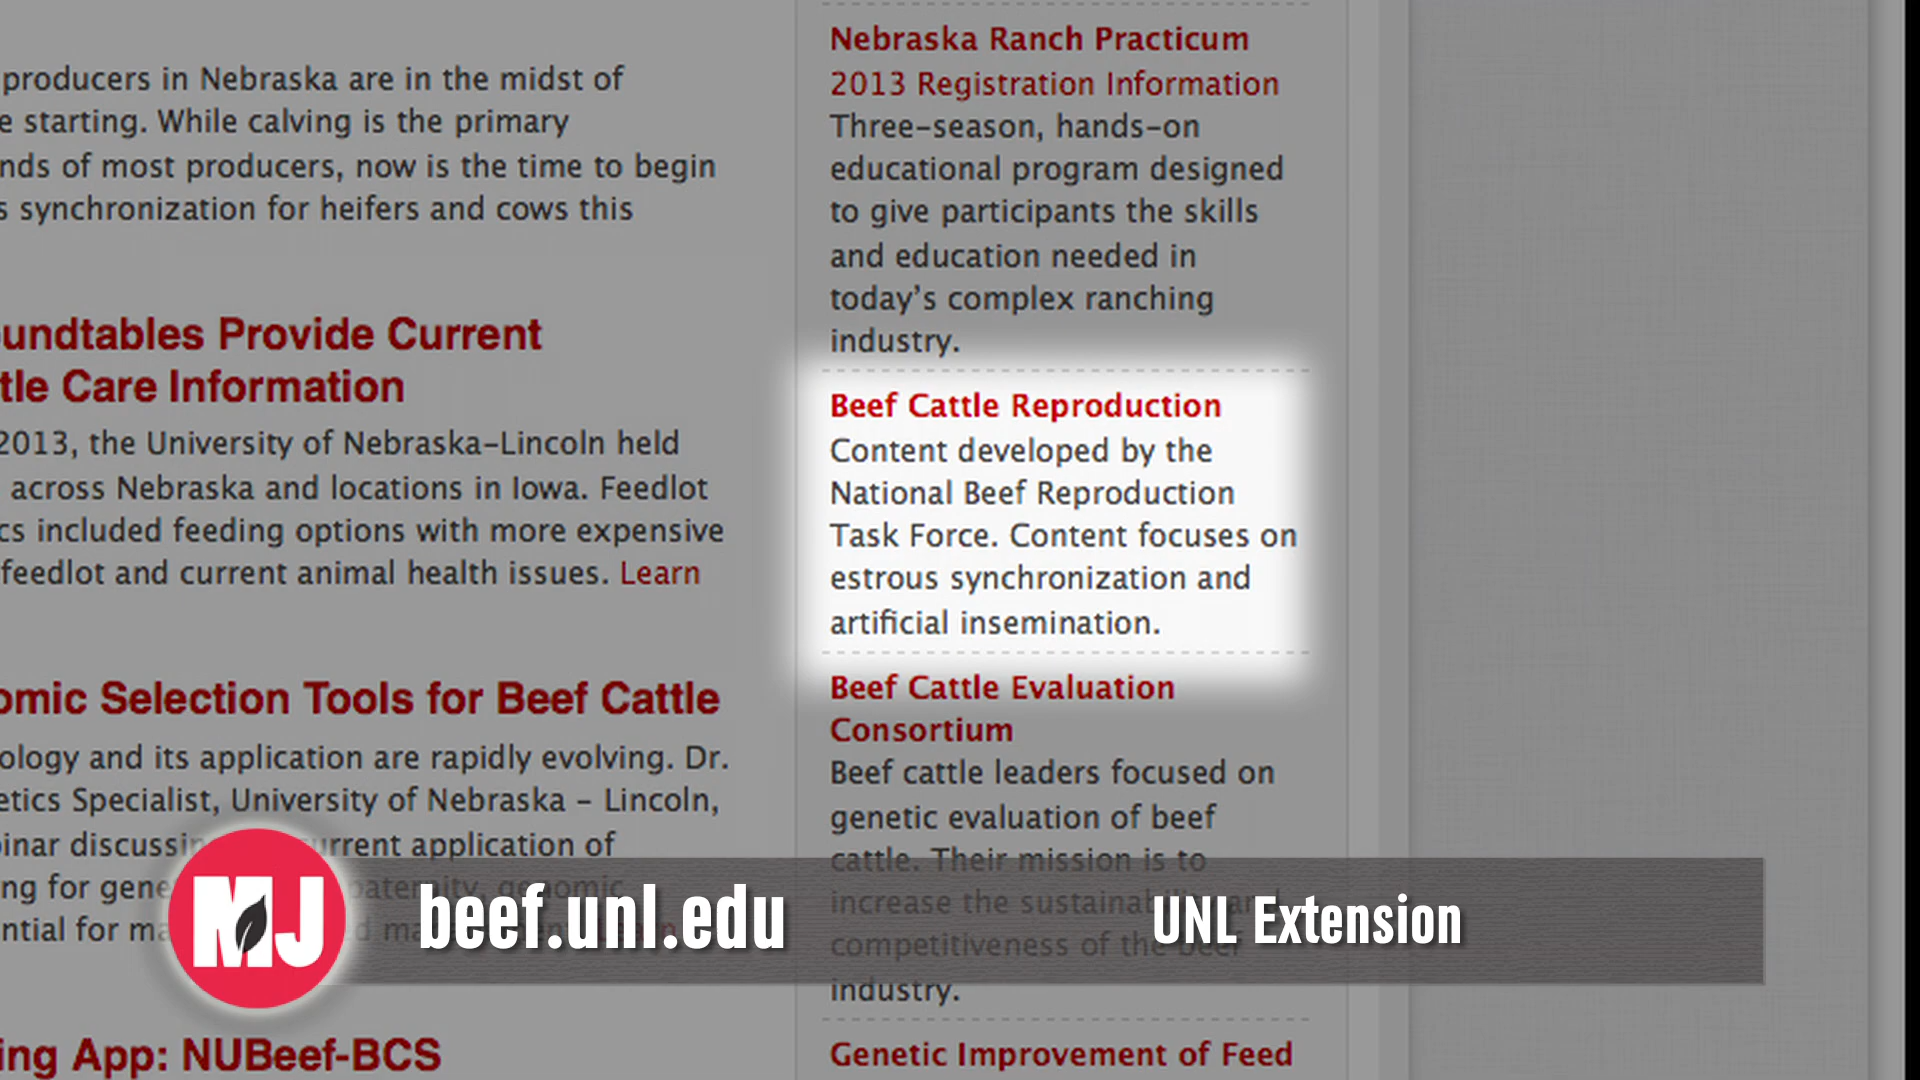 producers in Nebraska are in the midst of
e starting. While calving is the primary
nds of most producers, now is the time to begin
s synchronization for heifers and cows this
oundtables Provide Current
tle Care Information
2013, the University of Nebraska-Lincoln held
across Nebraska and locations in Iowa. Feedlot
cs included feeding options with more expensive
feedlot and current animal health issues. Learn
omic Selection Tools for Beef Cattle
ology and its application are rapidly evolving. Dr.
etics Specialist, University of Nebraska - Lincoln,
binar discussing current application of
ng for gene paternity, genomic
ntial for ma d ma
ing App: NUBeef-BCS
Nebraska Ranch Practicum
2013 Registration Information
Three-season, hands-on
educational program designed
to give participants the skills
and education needed in
today's complex ranching
industry.
Beef Cattle Reproduction
Content developed by the
National Beef Reproduction
Task Force. Content focuses on
estrous synchronization and
artificial insemination.
Beef Cattle Evaluation
Consortium
Beef cattle leaders focused on
genetic evaluation of beef
cattle. Their mission is to
increase the sustainability and
competitiveness of the beef
industry.
Genetic Improvement of Feed
MJ
beef.unl.edu
UNL Extension